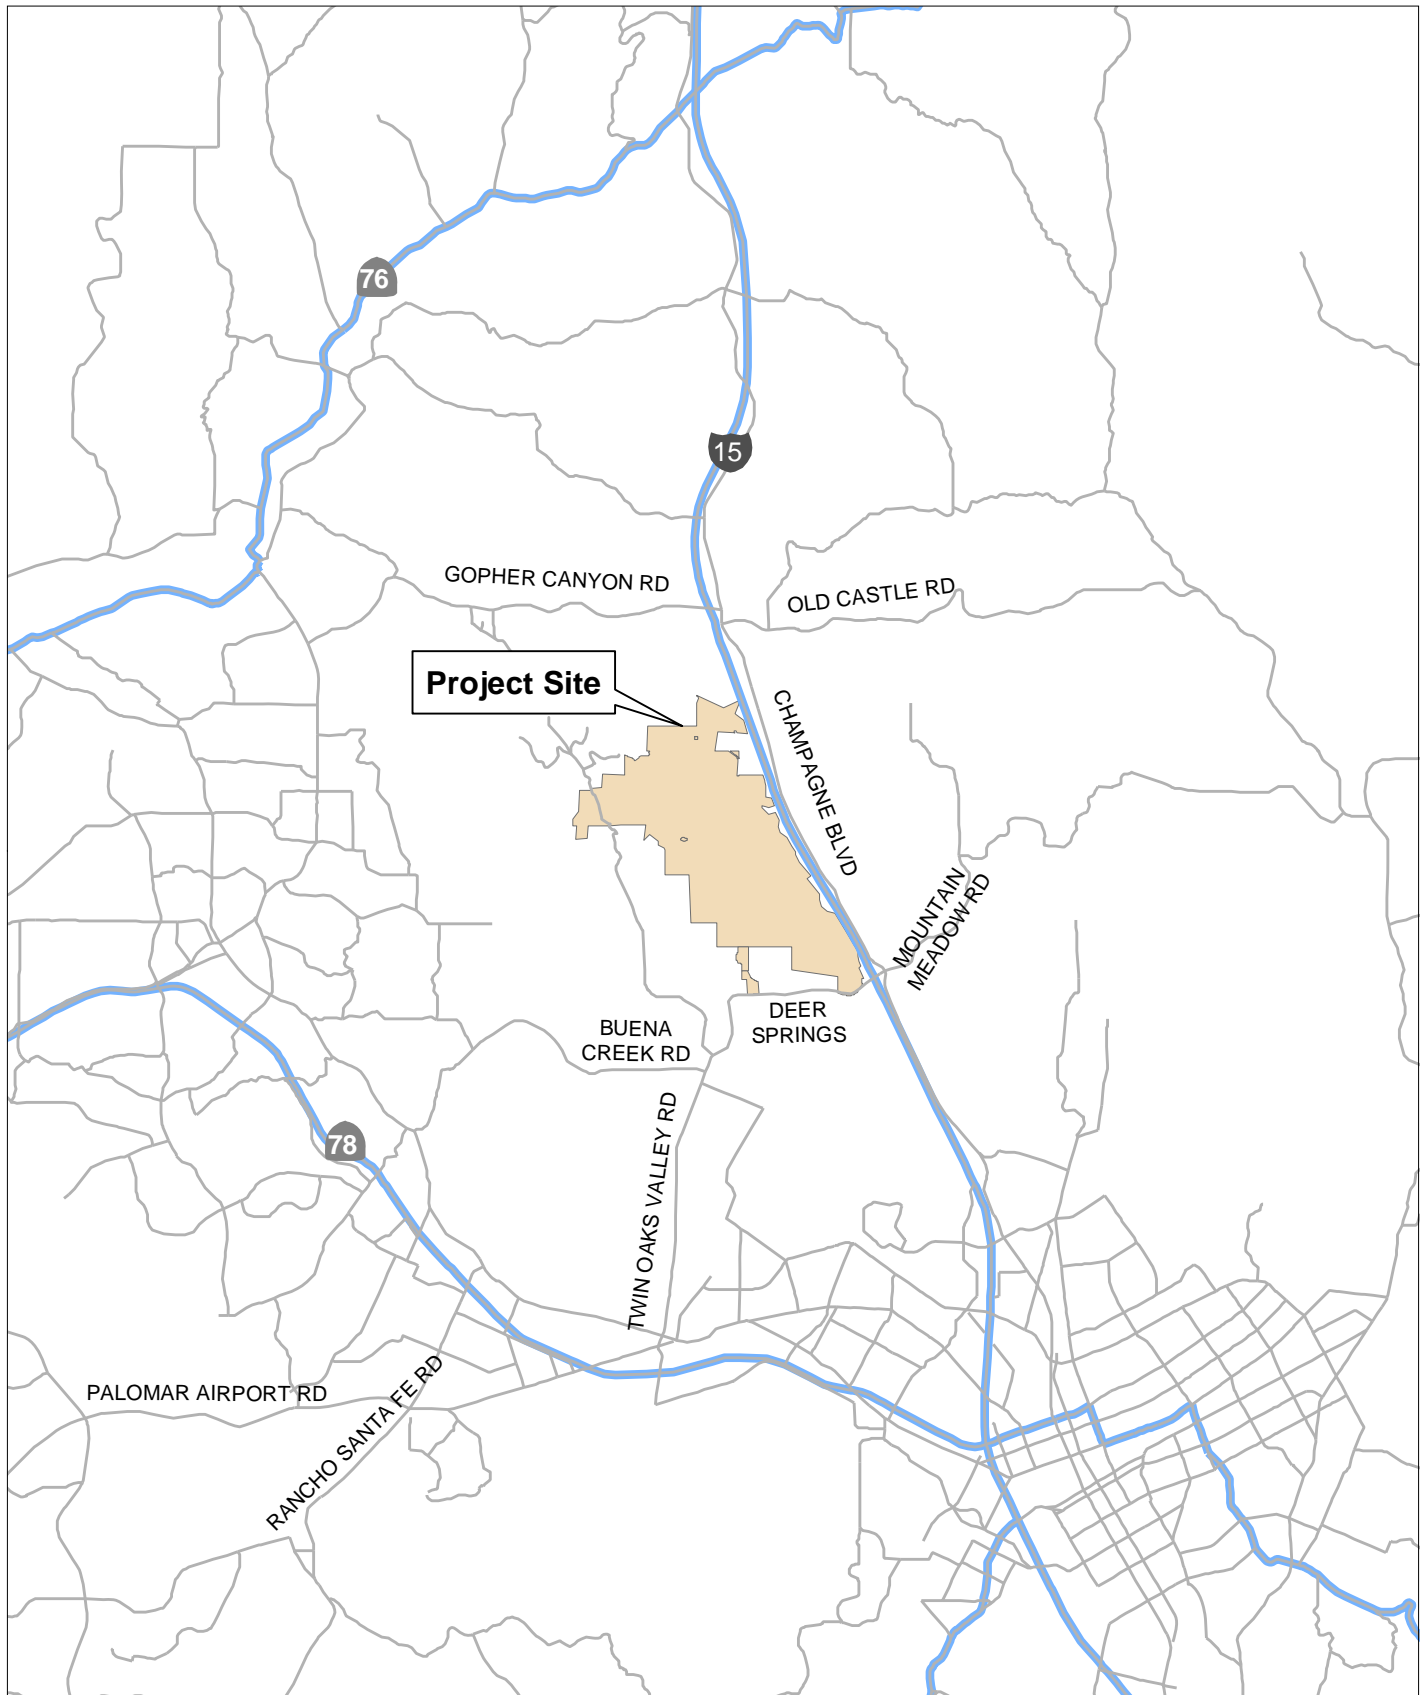 76
15
GOPHER CANYON RD
OLD CASTLE RD
Project Site
CHAMPAGNE BLVD
MOUNTAIN
MEADOW RD
DEER
SPRINGS
BUENA
CREEK RD
TWIN OAKS VALLEY RD
78
PALOMAR AIRPORT RD
RANCHO SANTA FE RD